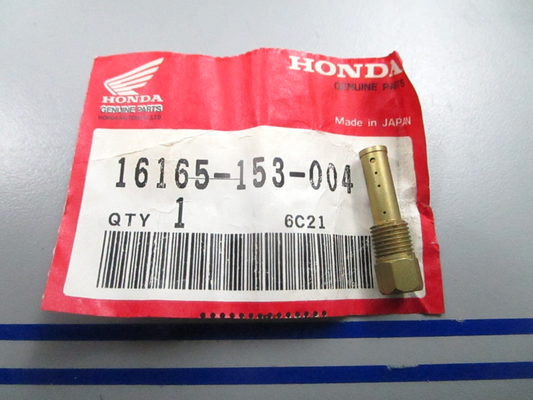 HONDA
GENUINE PARTS
HONDA
GENUINE PARTS
Made in JAPAN
16165-153-004
QTY 1 6C21